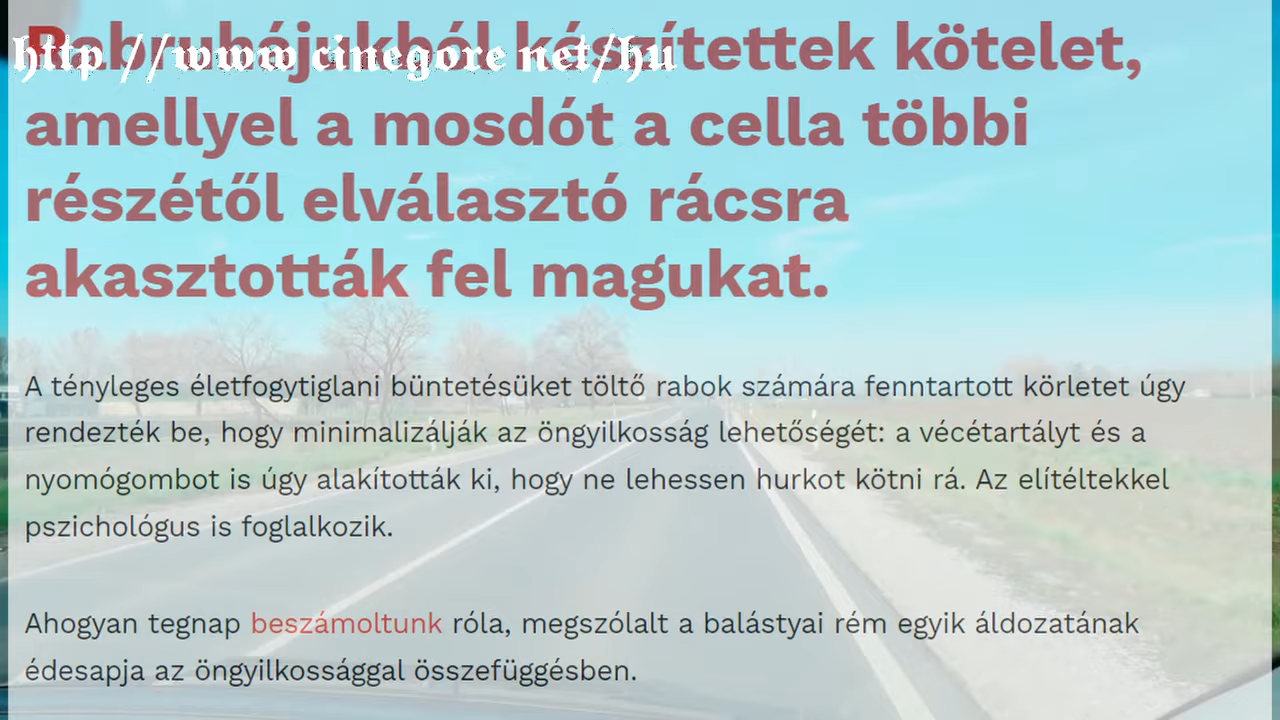 http //www cinegore net/hu
Rabruhájukból készítettek kötelet,
amellyel a mosdót a cella többi
részétől elválasztó rácsra
akasztották fel magukat.
A tényleges életfogytiglani büntetésüket töltő rabok számára fenntartott körletet úgy
rendezték be, hogy minimalizálják az öngyilkosság lehetőségét: a vécétartályt és a
nyomógombot is úgy alakították ki, hogy ne lehessen hurkot kötni rá. Az elítéltekkel
pszichológus is foglalkozik.
Ahogyan tegnap beszámoltunk róla, megszólalt a balástyai rém egyik áldozatának
édesapja az öngyilkossággal összefüggésben.